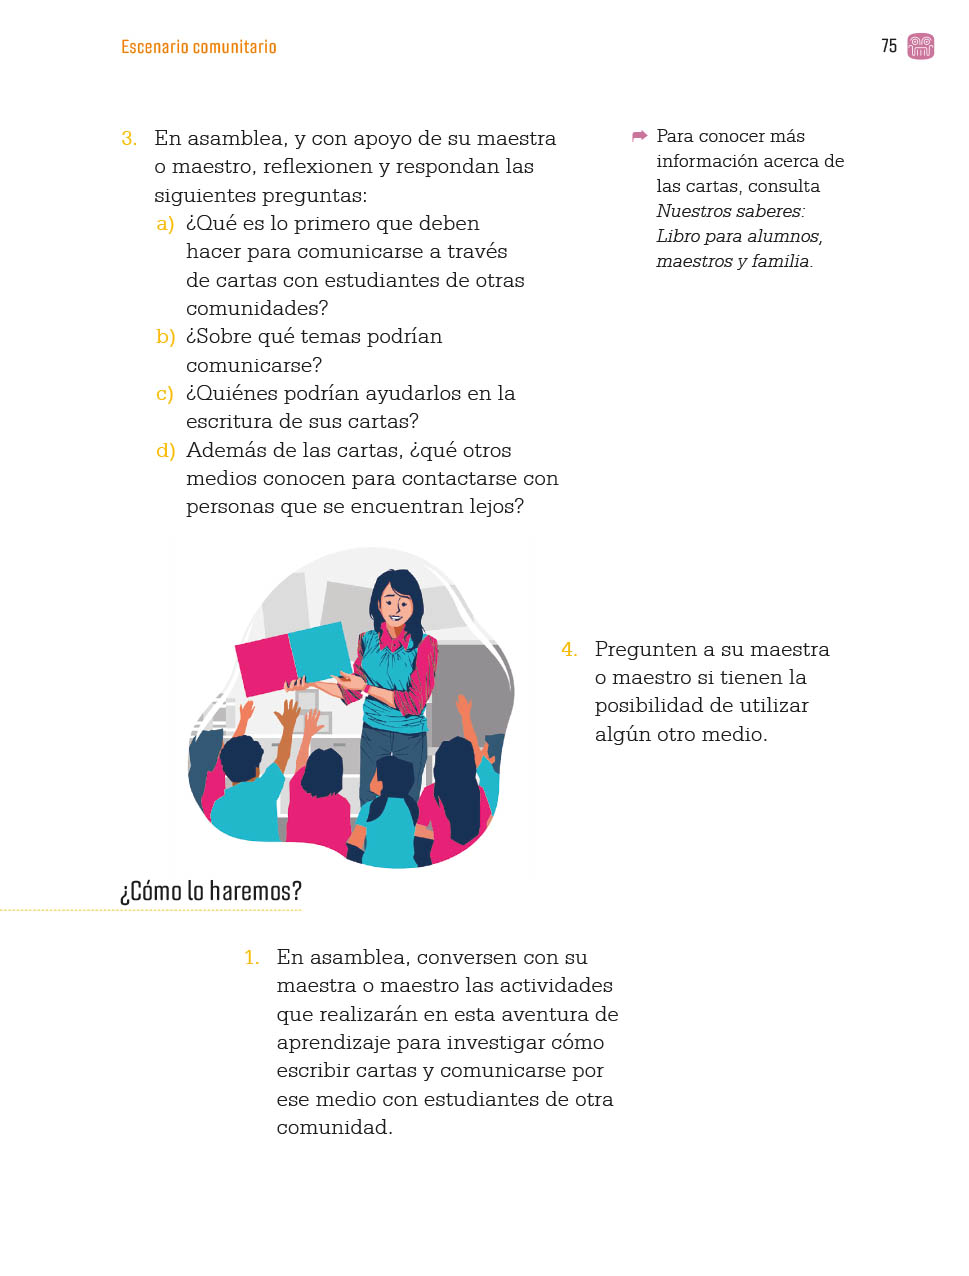 Escenario comunitario
75
3. En asamblea, y con apoyo de su maestra
o maestro, reflexionen y respondan las
siguientes preguntas:
a) ¿Qué es lo primero que deben
hacer para comunicarse a través
de cartas con estudiantes de otras
comunidades?
b) ¿Sobre qué temas podrían
comunicarse?
c) ¿Quiénes podrían ayudarlos en la
escritura de sus cartas?
d) Además de las cartas, ¿qué otros
medios conocen para contactarse con
personas que se encuentran lejos?
Para conocer más
información acerca de
las cartas, consulta
Nuestros saberes:
Libro para alumnos,
maestros y familia.
4. Pregunten a su maestra
o maestro si tienen la
posibilidad de utilizar
algún otro medio.
¿Cómo lo haremos?
1. En asamblea, conversen con su
maestra o maestro las actividades
que realizarán en esta aventura de
aprendizaje para investigar cómo
escribir cartas y comunicarse por
ese medio con estudiantes de otra
comunidad.